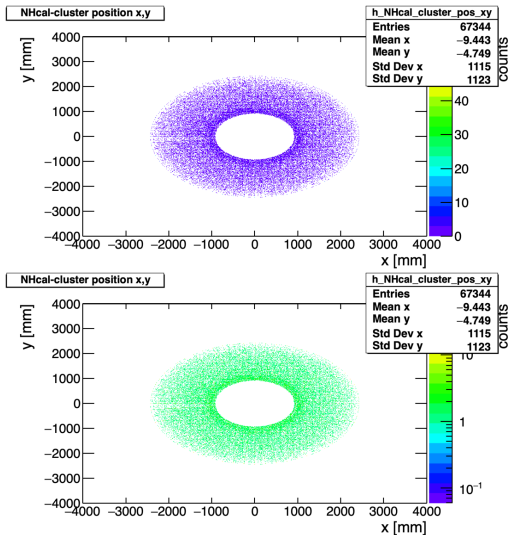 NHcal-cluster position x,y
h_NHcal_cluster_pos_xy
Entries 67344
Mean x −9.443
Mean y −4.749
Std Dev x 1115
Std Dev y 1123
y [mm]
4000
3000
2000
1000
0
−1000
−2000
−3000
−4000
−4000 −3000 −2000 −1000 0 1000 2000 3000 4000
x [mm]
counts
40
30
20
10
0
NHcal-cluster position x,y
h_NHcal_cluster_pos_xy
Entries 67344
Mean x −9.443
Mean y −4.749
Std Dev x 1115
Std Dev y 1123
y [mm]
4000
3000
2000
1000
0
−1000
−2000
−3000
−4000
−4000 −3000 −2000 −1000 0 1000 2000 3000 4000
x [mm]
counts
10
1
10⁻¹